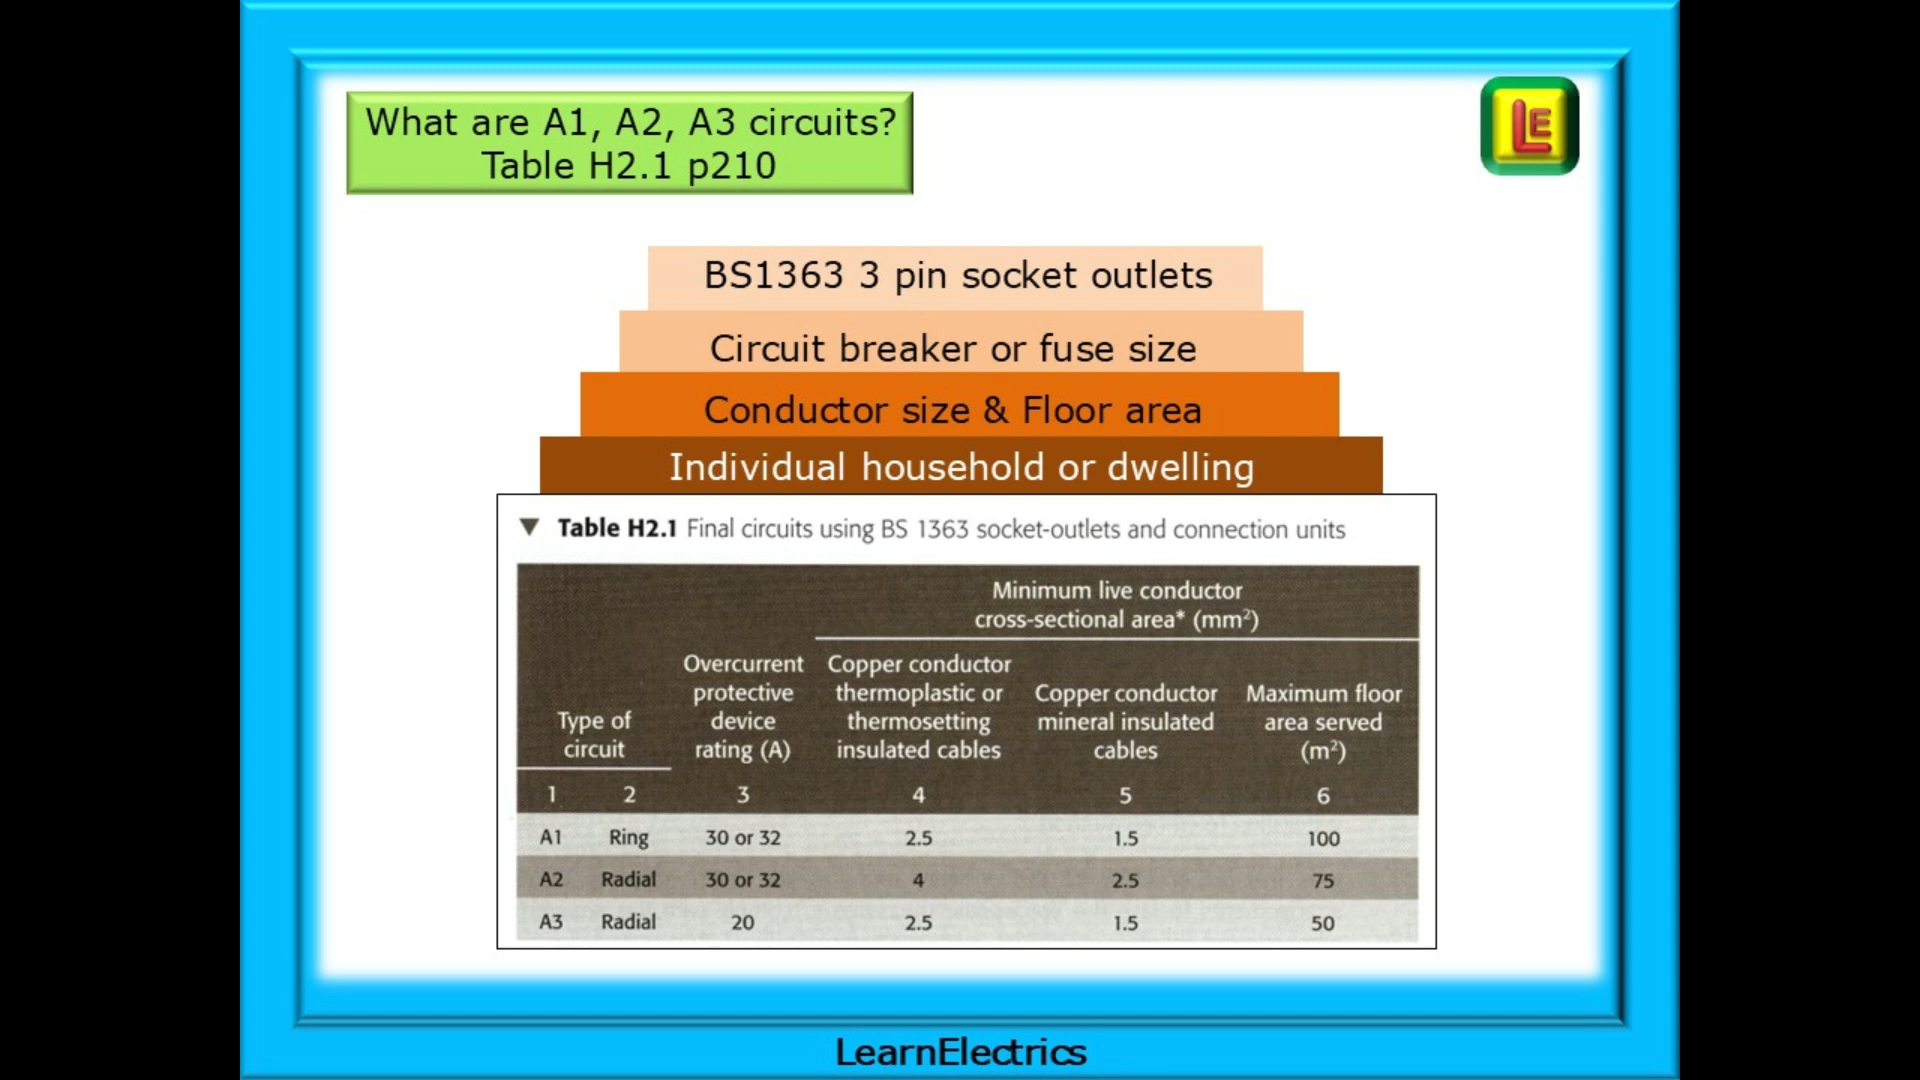 What are A1, A2, A3 circuits?
Table H2.1 p210
LE
BS1363 3 pin socket outlets
Circuit breaker or fuse size
Conductor size & Floor area
Individual household or dwelling
▼ Table H2.1 Final circuits using BS 1363 socket-outlets and connection units
Minimum live conductor
cross-sectional area* (mm²)
Type of
circuit
Overcurrent
protective
device
rating (A)
Copper conductor
thermoplastic or
thermosetting
insulated cables
Copper conductor
mineral insulated
cables
Maximum floor
area served
(m²)
1 2 3 4 5 6
A1 Ring 30 or 32 2.5 1.5 100
A2 Radial 30 or 32 4 2.5 75
A3 Radial 20 2.5 1.5 50
LearnElectrics